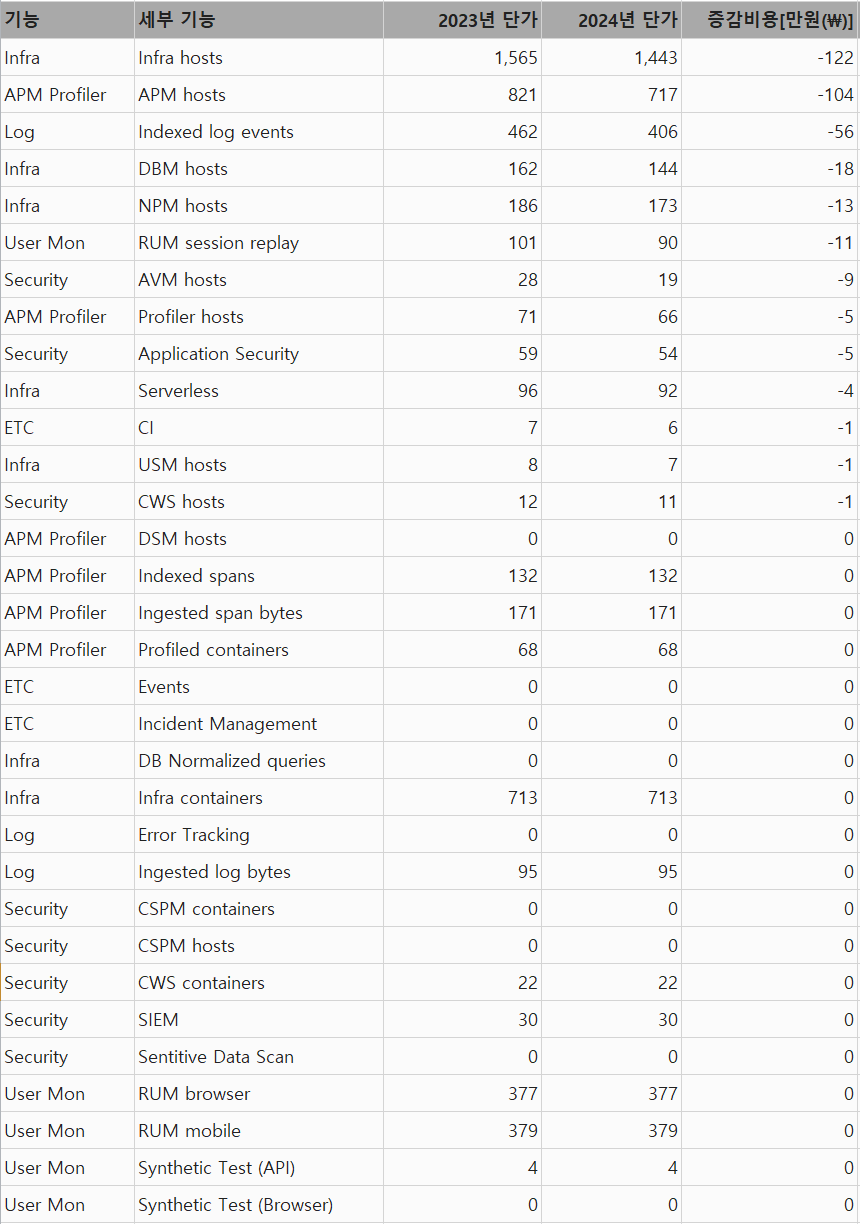 기능 세부 기능 2023년 단가 2024년 단가 증감비용[만원(₩)]
Infra Infra hosts 1,565 1,443 -122
APM Profiler APM hosts 821 717 -104
Log Indexed log events 462 406 -56
Infra DBM hosts 162 144 -18
Infra NPM hosts 186 173 -13
User Mon RUM session replay 101 90 -11
Security AVM hosts 28 19 -9
APM Profiler Profiler hosts 71 66 -5
Security Application Security 59 54 -5
Infra Serverless 96 92 -4
ETC CI 7 6 -1
Infra USM hosts 8 7 -1
Security CWS hosts 12 11 -1
APM Profiler DSM hosts 0 0 0
APM Profiler Indexed spans 132 132 0
APM Profiler Ingested span bytes 171 171 0
APM Profiler Profiled containers 68 68 0
ETC Events 0 0 0
ETC Incident Management 0 0 0
Infra DB Normalized queries 0 0 0
Infra Infra containers 713 713 0
Log Error Tracking 0 0 0
Log Ingested log bytes 95 95 0
Security CSPM containers 0 0 0
Security CSPM hosts 0 0 0
Security CWS containers 22 22 0
Security SIEM 30 30 0
Security Sentitive Data Scan 0 0 0
User Mon RUM browser 377 377 0
User Mon RUM mobile 379 379 0
User Mon Synthetic Test (API) 4 4 0
User Mon Synthetic Test (Browser) 0 0 0